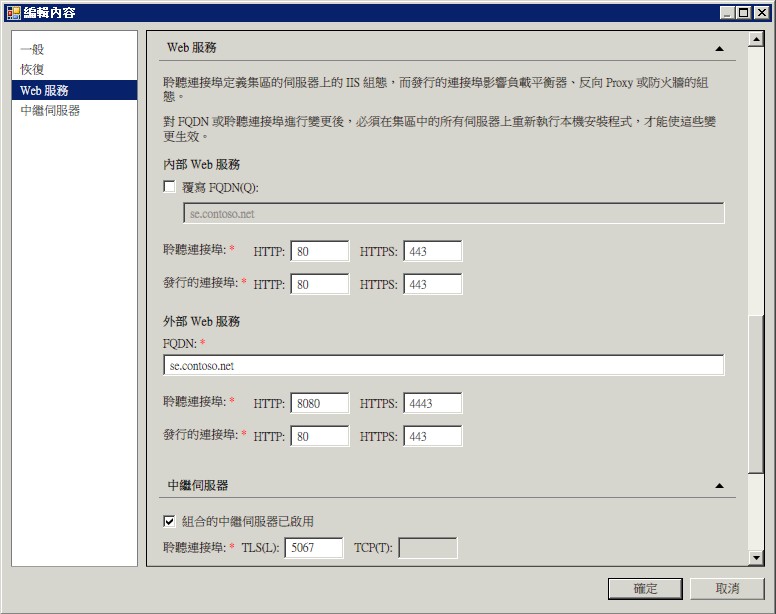 編輯內容
一般
恢復
Web 服務
中繼伺服器
Web 服務
聆聽連接埠定義集區的伺服器上的 IIS 組態，而發行的連接埠影響負載平衡器、反向 Proxy 或防火牆的組
態。
對 FQDN 或聆聽連接埠進行變更後，必須在集區中的所有伺服器上重新執行本機安裝程式，才能使這些變
更生效。
內部 Web 服務
覆寫 FQDN(Q):
se.contoso.net
聆聽連接埠: * HTTP: 80 HTTPS: 443
發行的連接埠: * HTTP: 80 HTTPS: 443
外部 Web 服務
FQDN: *
se.contoso.net
聆聽連接埠: * HTTP: 8080 HTTPS: 4443
發行的連接埠: * HTTP: 80 HTTPS: 443
中繼伺服器
組合的中繼伺服器已啟用
聆聽連接埠: * TLS(L): 5067 TCP(T):
確定 取消